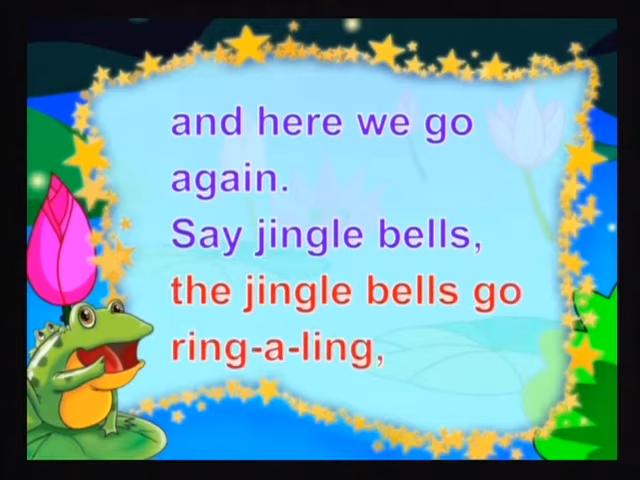 and here we go
again.
Say jingle bells,
the jingle bells go
ring-a-ling,